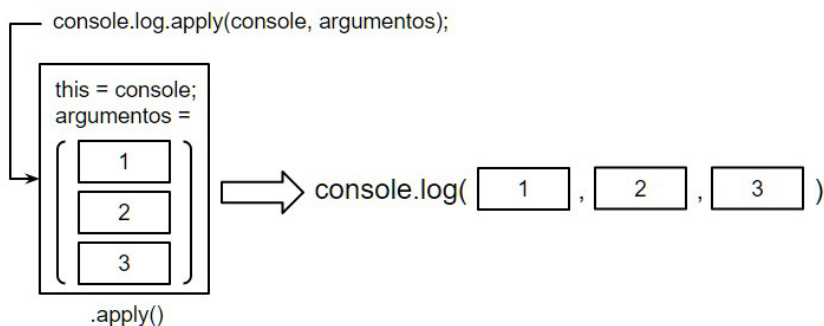 console.log.apply(console, argumentos);
this = console;
argumentos =
1
2
3
.apply()
console.log( 1 , 2 , 3 )